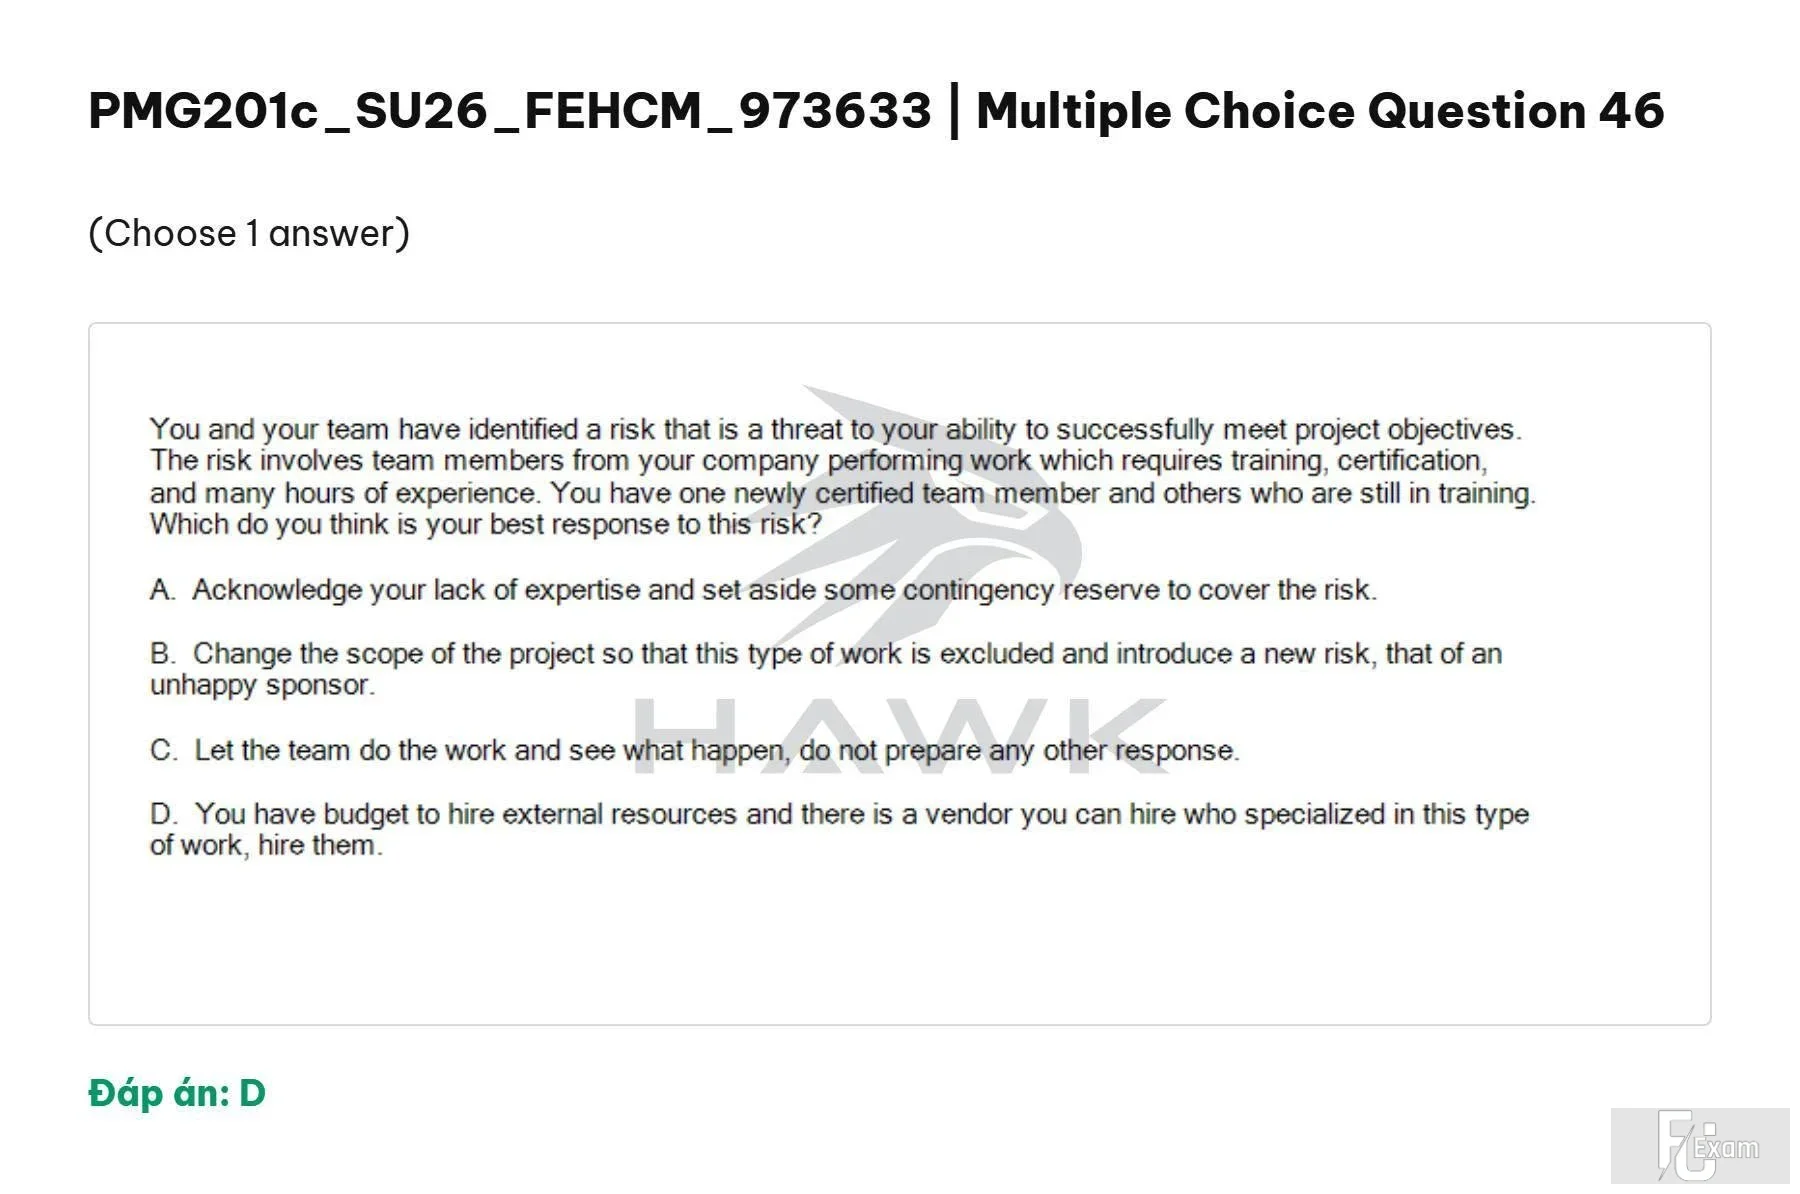 PMG201c_SU26_FEHCM_973633 | Multiple Choice Question 46
(Choose 1 answer)
You and your team have identified a risk that is a threat to your ability to successfully meet project objectives.
The risk involves team members from your company performing work which requires training, certification,
and many hours of experience. You have one newly certified team member and others who are still in training.
Which do you think is your best response to this risk?
A. Acknowledge your lack of expertise and set aside some contingency reserve to cover the risk.
B. Change the scope of the project so that this type of work is excluded and introduce a new risk, that of an
unhappy sponsor.
HAWK
C. Let the team do the work and see what happen, do not prepare any other response.
D. You have budget to hire external resources and there is a vendor you can hire who specialized in this type
of work, hire them.
Đáp án: D
FC Exam